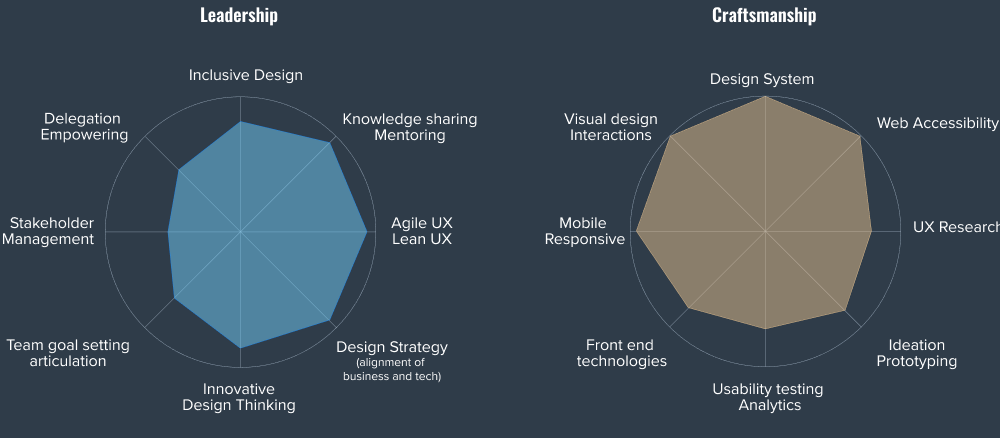 Leadership
Inclusive Design
Knowledge sharing
Mentoring
Agile UX
Lean UX
Design Strategy
(alignment of
business and tech)
Innovative
Design Thinking
Team goal setting
articulation
Stakeholder
Management
Delegation
Empowering
Craftsmanship
Design System
Web Accessibility
UX Research
Ideation
Prototyping
Usability testing
Analytics
Front end
technologies
Mobile
Responsive
Visual design
Interactions